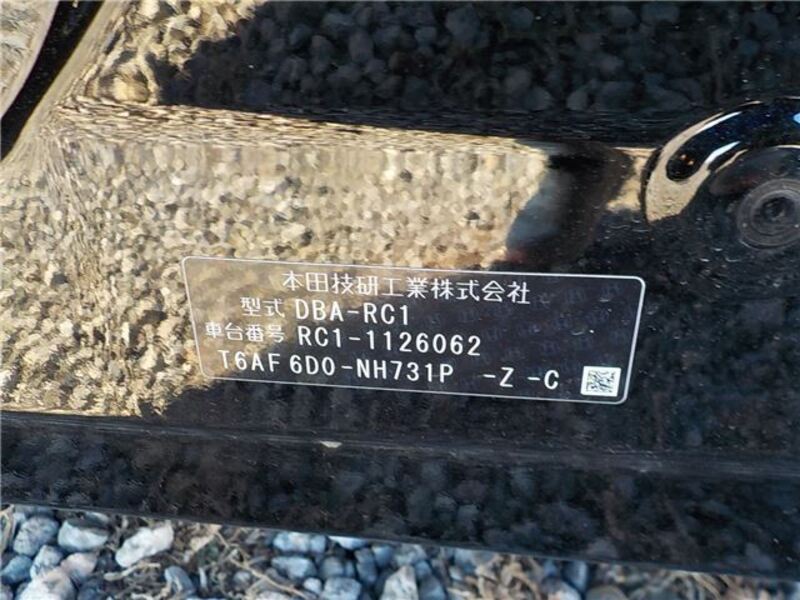 本田技研工業株式会社
型式 DBA-RC1
車台番号 RC1-1126062
T6AF 6D0-NH731P -Z -C